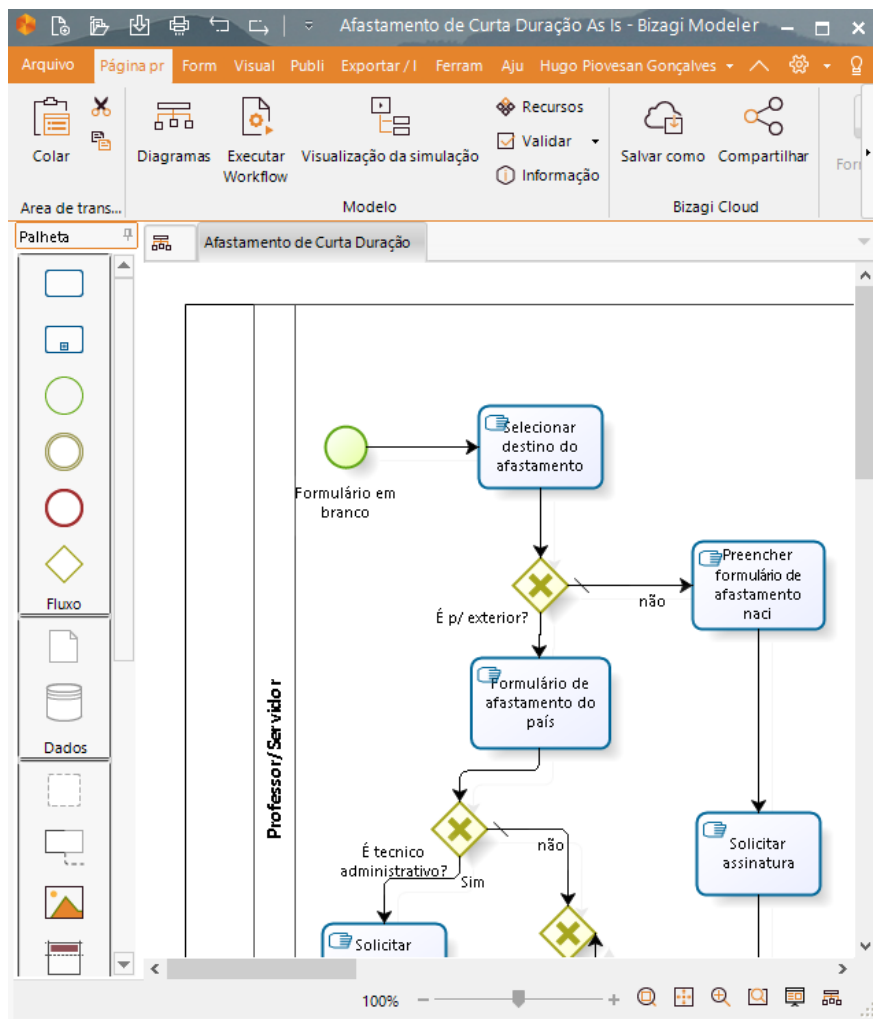 Afastamento de Curta Duração As Is - Bizagi Modeler
Arquivo Página pr Form Visual Publi Exportar / I Ferram Aju Hugo Piovesan Gonçalves
Colar
Area de trans...
Diagramas
Executar
Workflow
Visualização da simulação
Recursos
Validar
Informação
Modelo
Salvar como
Compartilhar
Bizagi Cloud
Forr
Palheta
Afastamento de Curta Duração
Fluxo
Dados
Professor/Servidor
Formulário em
branco
Selecionar
destino do
afastamento
É p/ exterior?
não
Preencher
formulário de
afastamento
naci
Formulário de
afastamento do
país
É tecnico
administrativo?
Sim
não
Solicitar
assinatura
Solicitar
100%